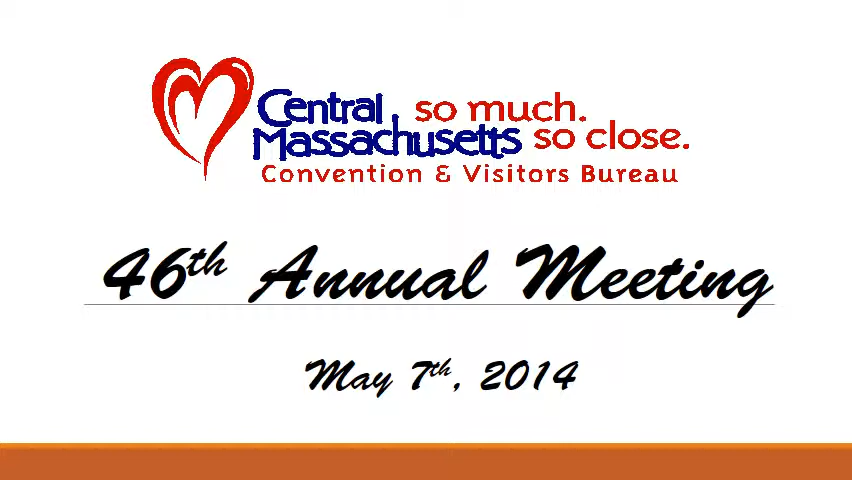 Central so much.
Massachusetts so close.
Convention & Visitors Bureau
46th Annual Meeting
May 7th, 2014